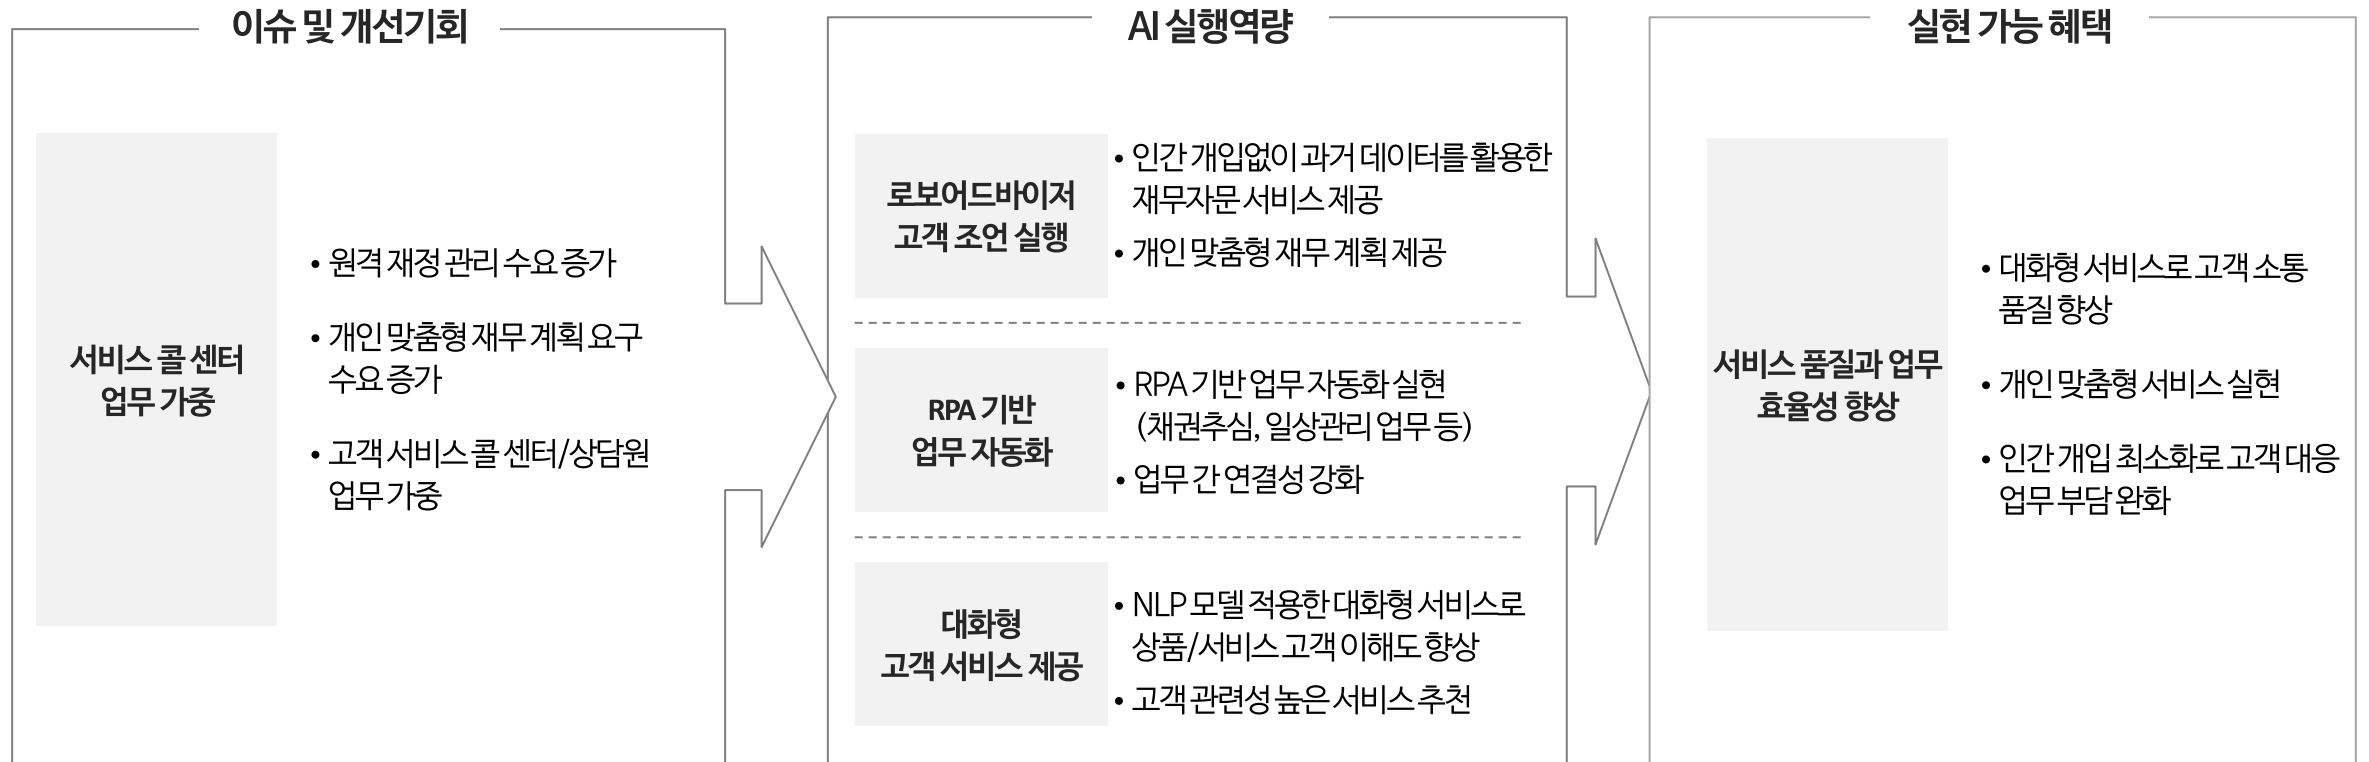 이슈 및 개선기회
서비스 콜 센터
업무 가중
• 원격 재정 관리 수요 증가
• 개인 맞춤형 재무 계획 요구
수요 증가
• 고객 서비스 콜 센터/상담원
업무 가중
AI 실행역량
로보어드바이저
고객 조언 실행
• 인간 개입없이 과거 데이터를 활용한
재무자문 서비스 제공
• 개인 맞춤형 재무 계획 제공
RPA 기반
업무 자동화
• RPA 기반 업무 자동화 실현
(채권추심, 일상관리 업무 등)
• 업무 간 연결성 강화
대화형
고객 서비스 제공
• NLP 모델 적용한 대화형 서비스로
상품/서비스 고객 이해도 향상
• 고객 관련성 높은 서비스 추천
실현 가능 혜택
서비스 품질과 업무
효율성 향상
• 대화형 서비스로 고객 소통
품질 향상
• 개인 맞춤형 서비스 실현
• 인간 개입 최소화로 고객 대응
업무 부담 완화